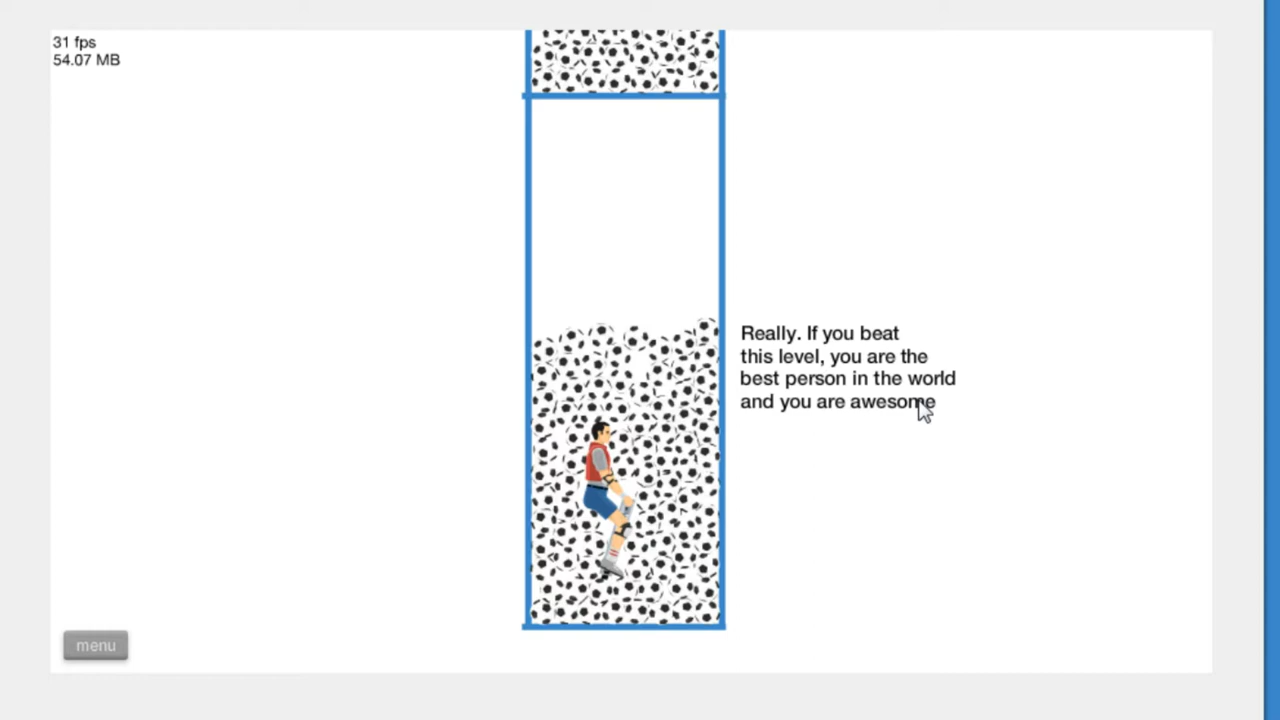 31 fps
54.07 MB
Really. If you beat
this level, you are the
best person in the world
and you are awesome
menu